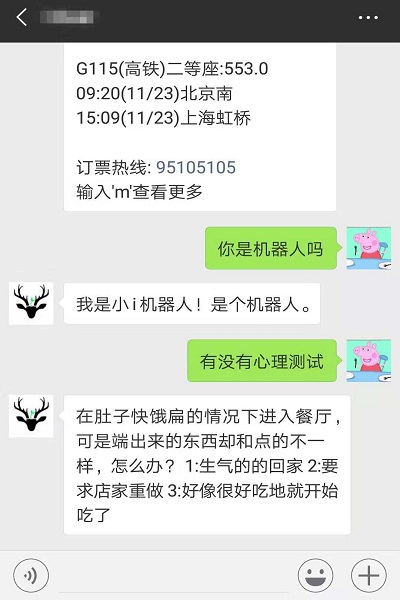 G115(高铁)二等座:553.0
09:20(11/23)北京南
15:09(11/23)上海虹桥
订票热线: 95105105
输入'm'查看更多
你是机器人吗
我是小i机器人！是个机器人。
有没有心理测试
在肚子快饿扁的情况下进入餐厅，
可是端出来的东西却和点的不一
样，怎么办？ 1:生气的的回家 2:要
求店家重做 3:好像很好吃地就开始
吃了